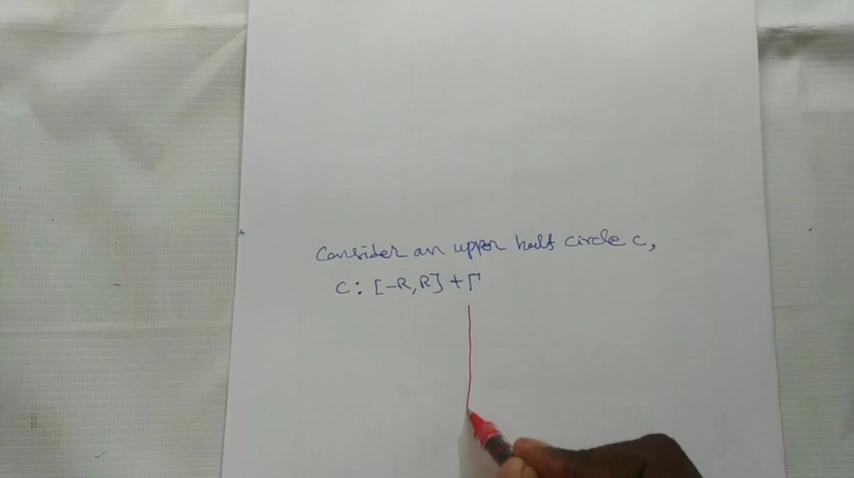 Consider an upper half circle C,
C: [-R, R] + Γ